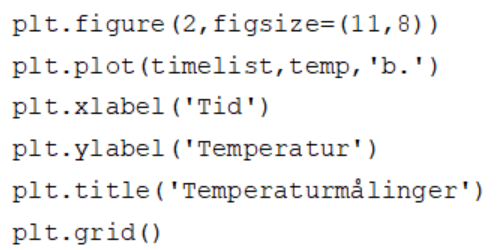 plt.figure(2,figsize=(11,8))
plt.plot(timelist,temp,'b.')
plt.xlabel('Tid')
plt.ylabel('Temperatur')
plt.title('Temperaturmålinger')
plt.grid()